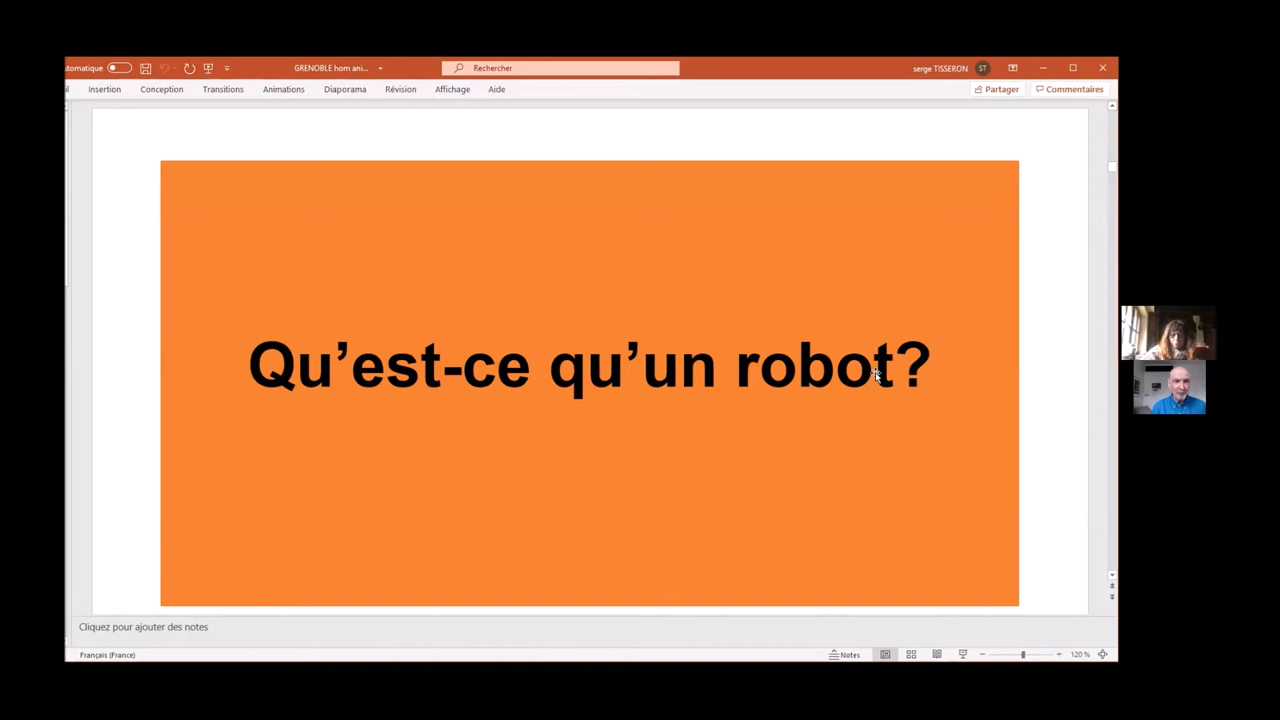 utomatique
GRENOBLE hom ani...
Rechercher
serge TISSERON
ST
Insertion
Conception
Transitions
Animations
Diaporama
Révision
Affichage
Aide
Partager
Commentaires
Qu’est-ce qu’un robot?
Cliquez pour ajouter des notes
Français (France)
Notes
120 %